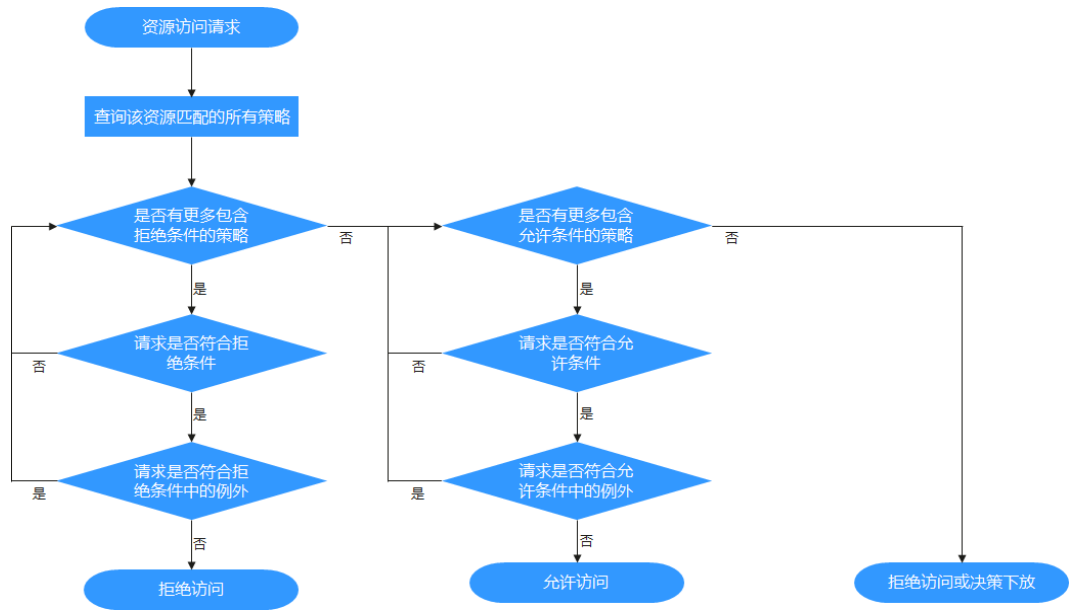 资源访问请求
查询该资源匹配的所有策略
是否有更多包含
拒绝条件的策略
否
是
请求是否符合拒
绝条件
否
是
请求是否符合拒
绝条件中的例外
是
否
拒绝访问
是否有更多包含
允许条件的策略
否
是
请求是否符合允
许条件
否
是
请求是否符合允
许条件中的例外
是
否
允许访问
拒绝访问或决策下放